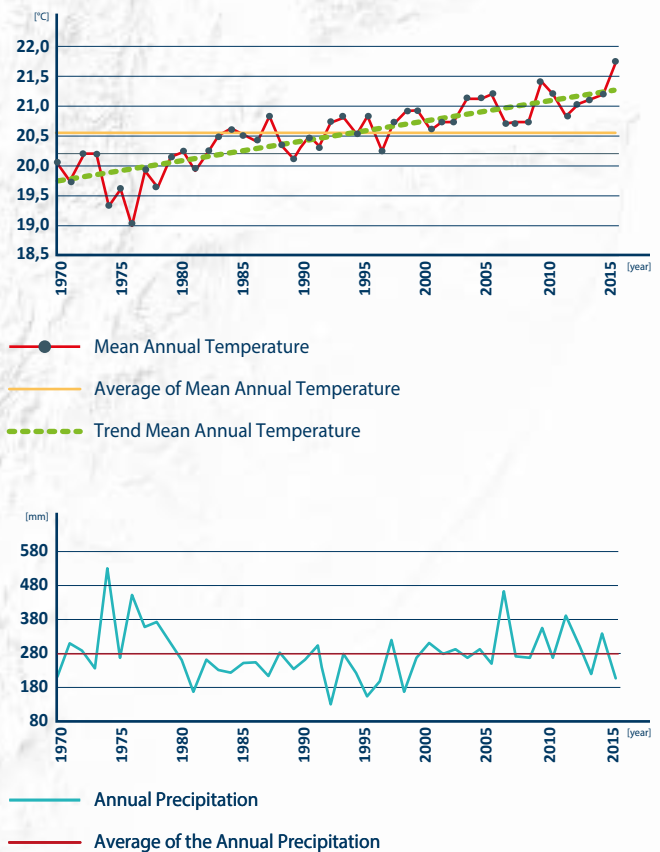 [°C]
22,0
21,5
21,0
20,5
20,0
19,5
19,0
18,5
1970 1975 1980 1985 1990 1995 2000 2005 2010 2015 [year]
Mean Annual Temperature
Average of Mean Annual Temperature
Trend Mean Annual Temperature
[mm]
580
480
380
280
180
80
1970 1975 1980 1985 1990 1995 2000 2005 2010 2015 [year]
Annual Precipitation
Average of the Annual Precipitation